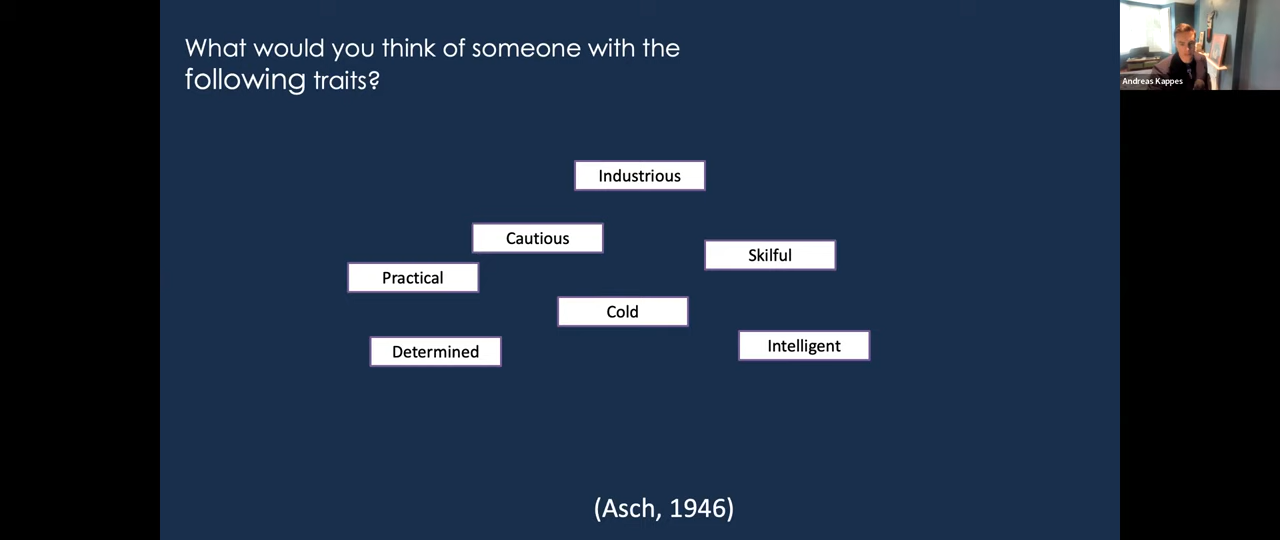 What would you think of someone with the
following traits?
Andreas Kappes
Industrious
Cautious
Skilful
Practical
Cold
Intelligent
Determined
(Asch, 1946)